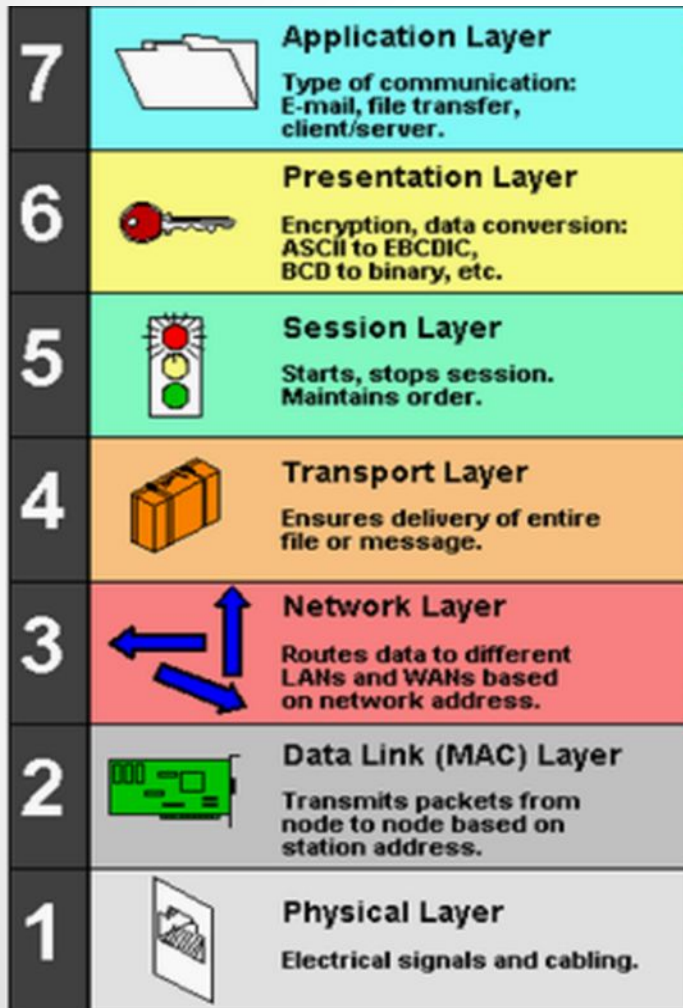 7
Application Layer
Type of communication:
E-mail, file transfer,
client/server.
6
Presentation Layer
Encryption, data conversion:
ASCII to EBCDIC,
BCD to binary, etc.
5
Session Layer
Starts, stops session.
Maintains order.
4
Transport Layer
Ensures delivery of entire
file or message.
3
Network Layer
Routes data to different
LANs and WANs based
on network address.
2
Data Link (MAC) Layer
Transmits packets from
node to node based on
station address.
1
Physical Layer
Electrical signals and cabling.